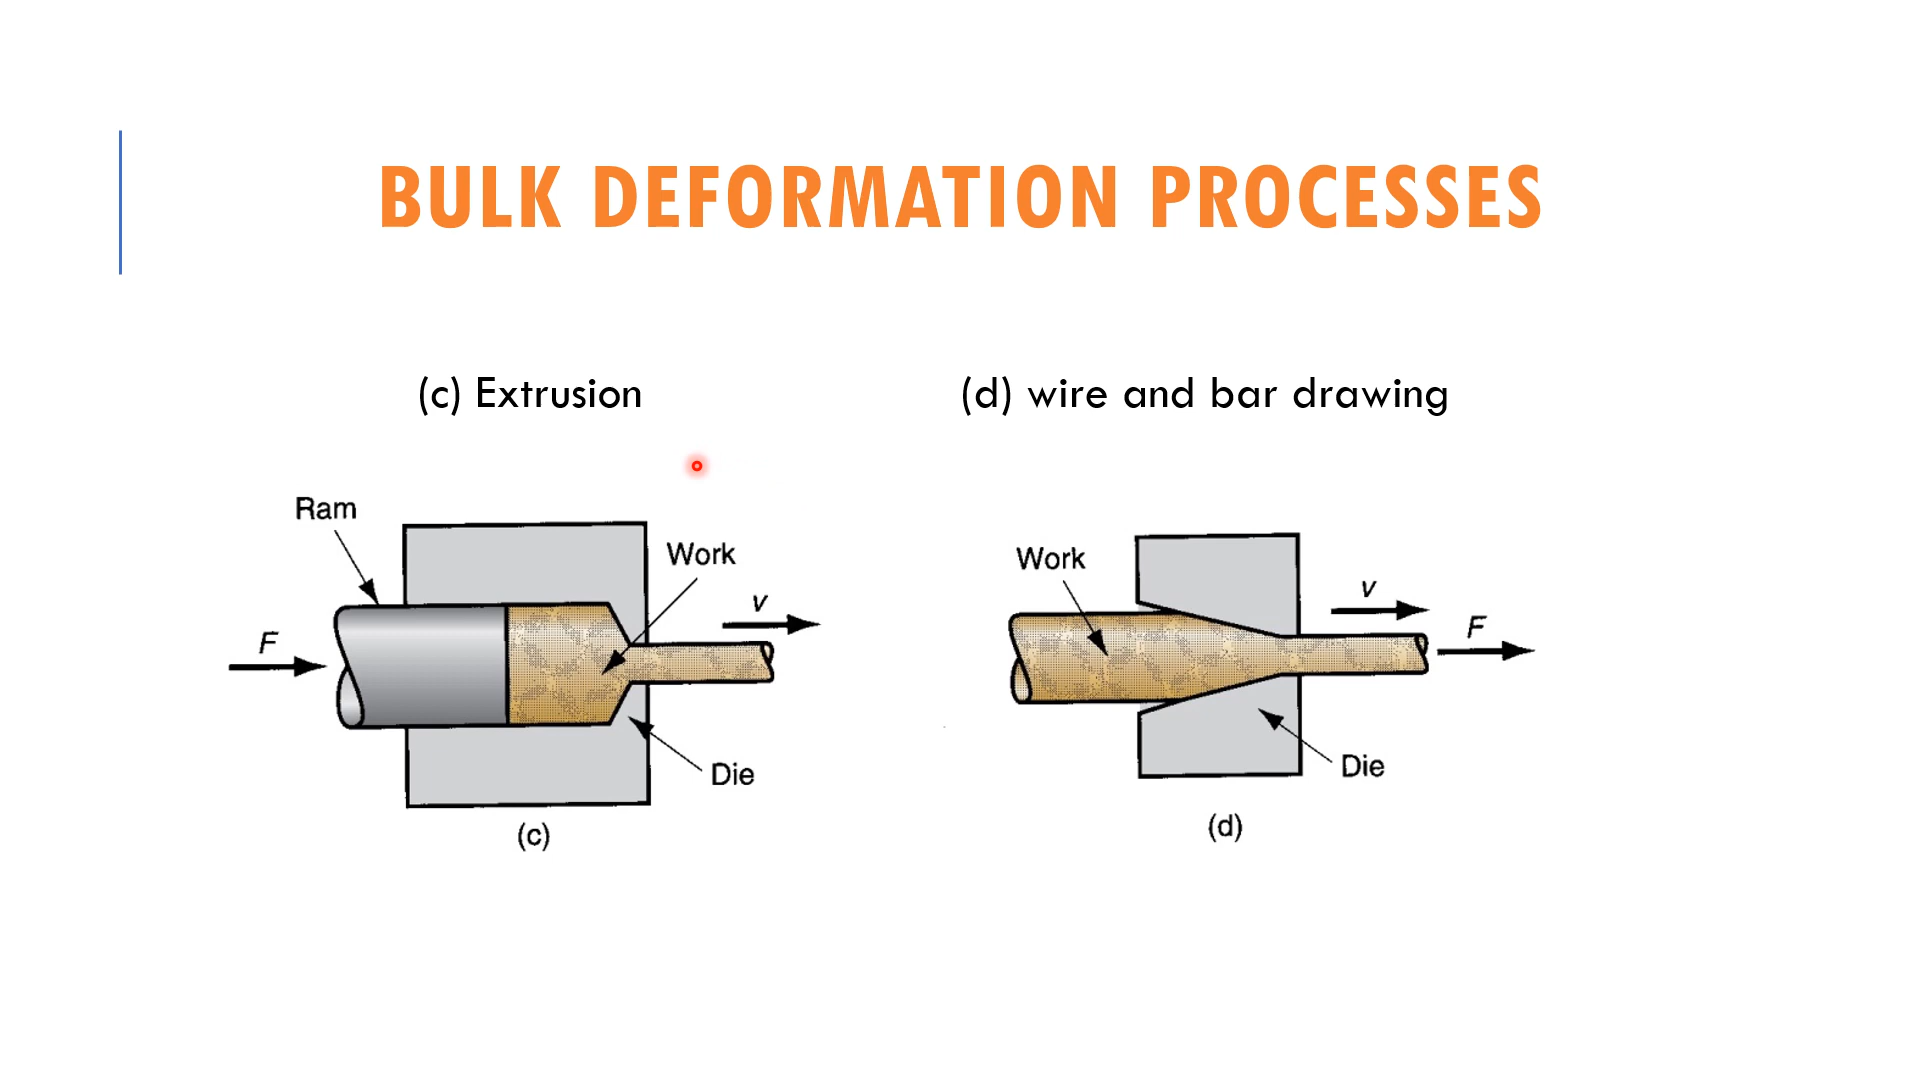 BULK DEFORMATION PROCESSES
(c) Extrusion
(d) wire and bar drawing
Ram
Work
v
F
Die
(c)
Work
v
F
Die
(d)